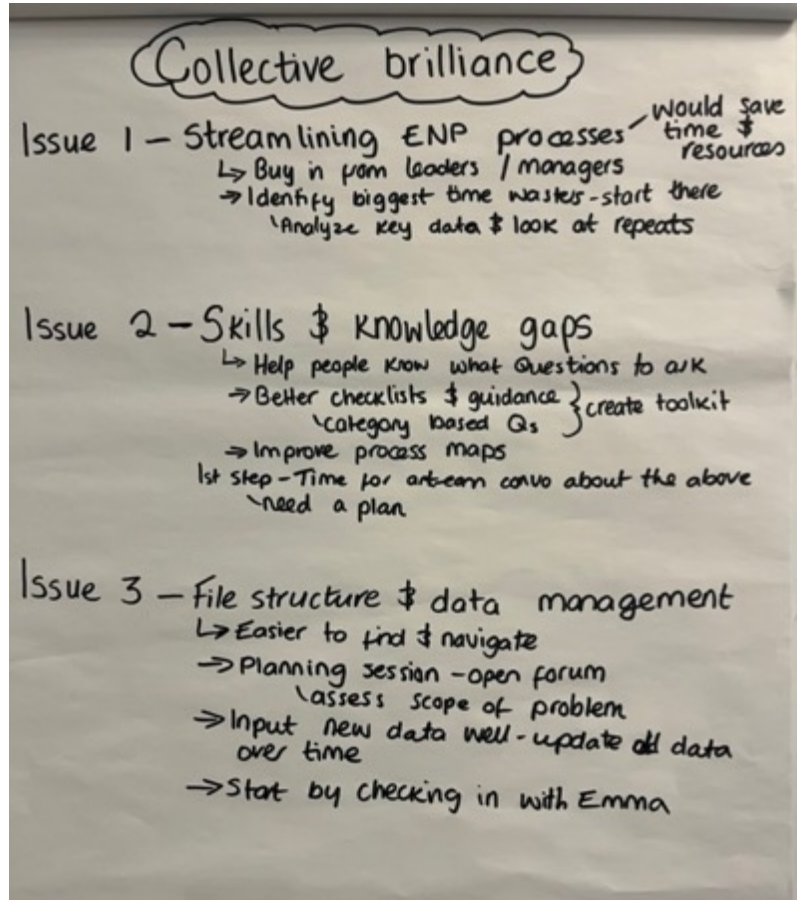 Collective brilliance
Issue 1 – Streamlining ENP processes
would save
time &
resources
↳ Buy in from leaders / managers
→ Identify biggest time wasters - start there
Analyze key data & look at repeats
Issue 2 – Skills & knowledge gaps
↳ Help people know what Questions to ask
→ Better checklists & guidance } create toolkit
category based Qs
→ Improve process maps
1st step - Time for convo about the above
need a plan
Issue 3 – File structure & data management
↳ Easier to find & navigate
→ Planning session - open forum
assess scope of problem
→ Input new data well - update old data
over time
→ Start by checking in with Emma